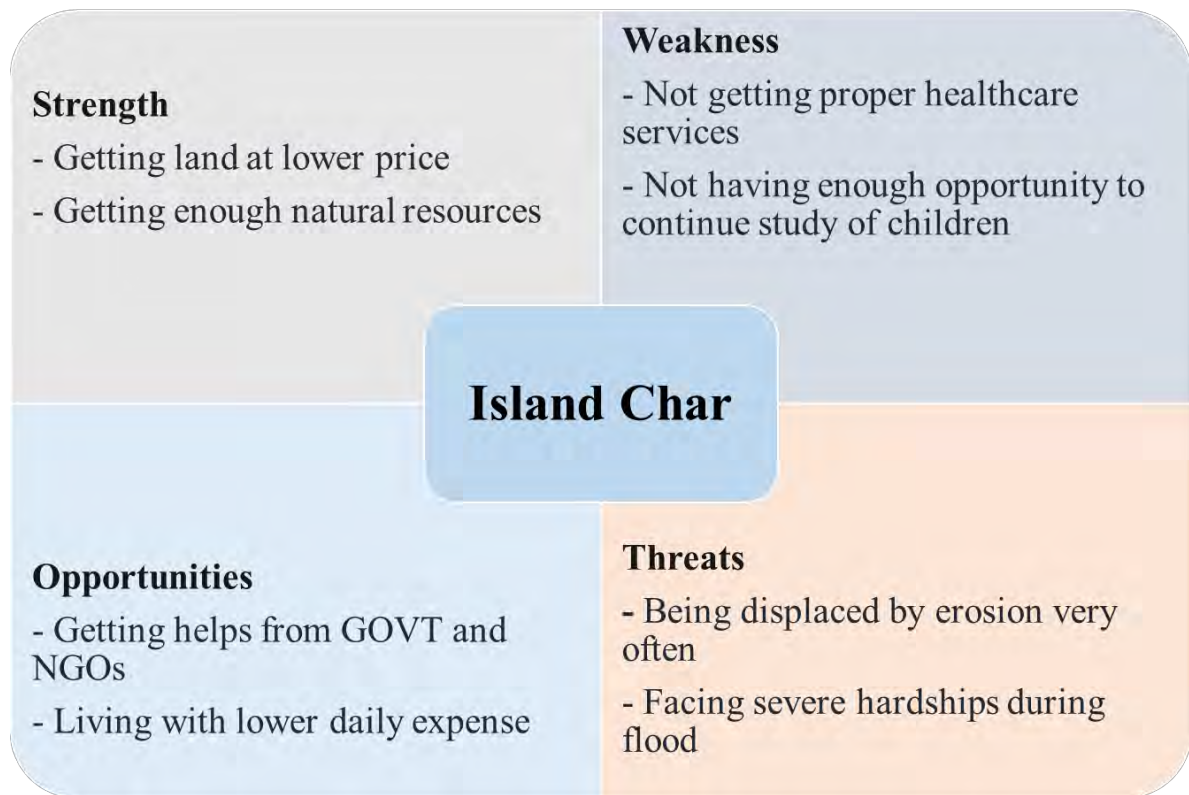 Strength
- Getting land at lower price
- Getting enough natural resources
Weakness
- Not getting proper healthcare
services
- Not having enough opportunity to
continue study of children
Island Char
Opportunities
- Getting helps from GOVT and
NGOs
- Living with lower daily expense
Threats
- Being displaced by erosion very
often
- Facing severe hardships during
flood